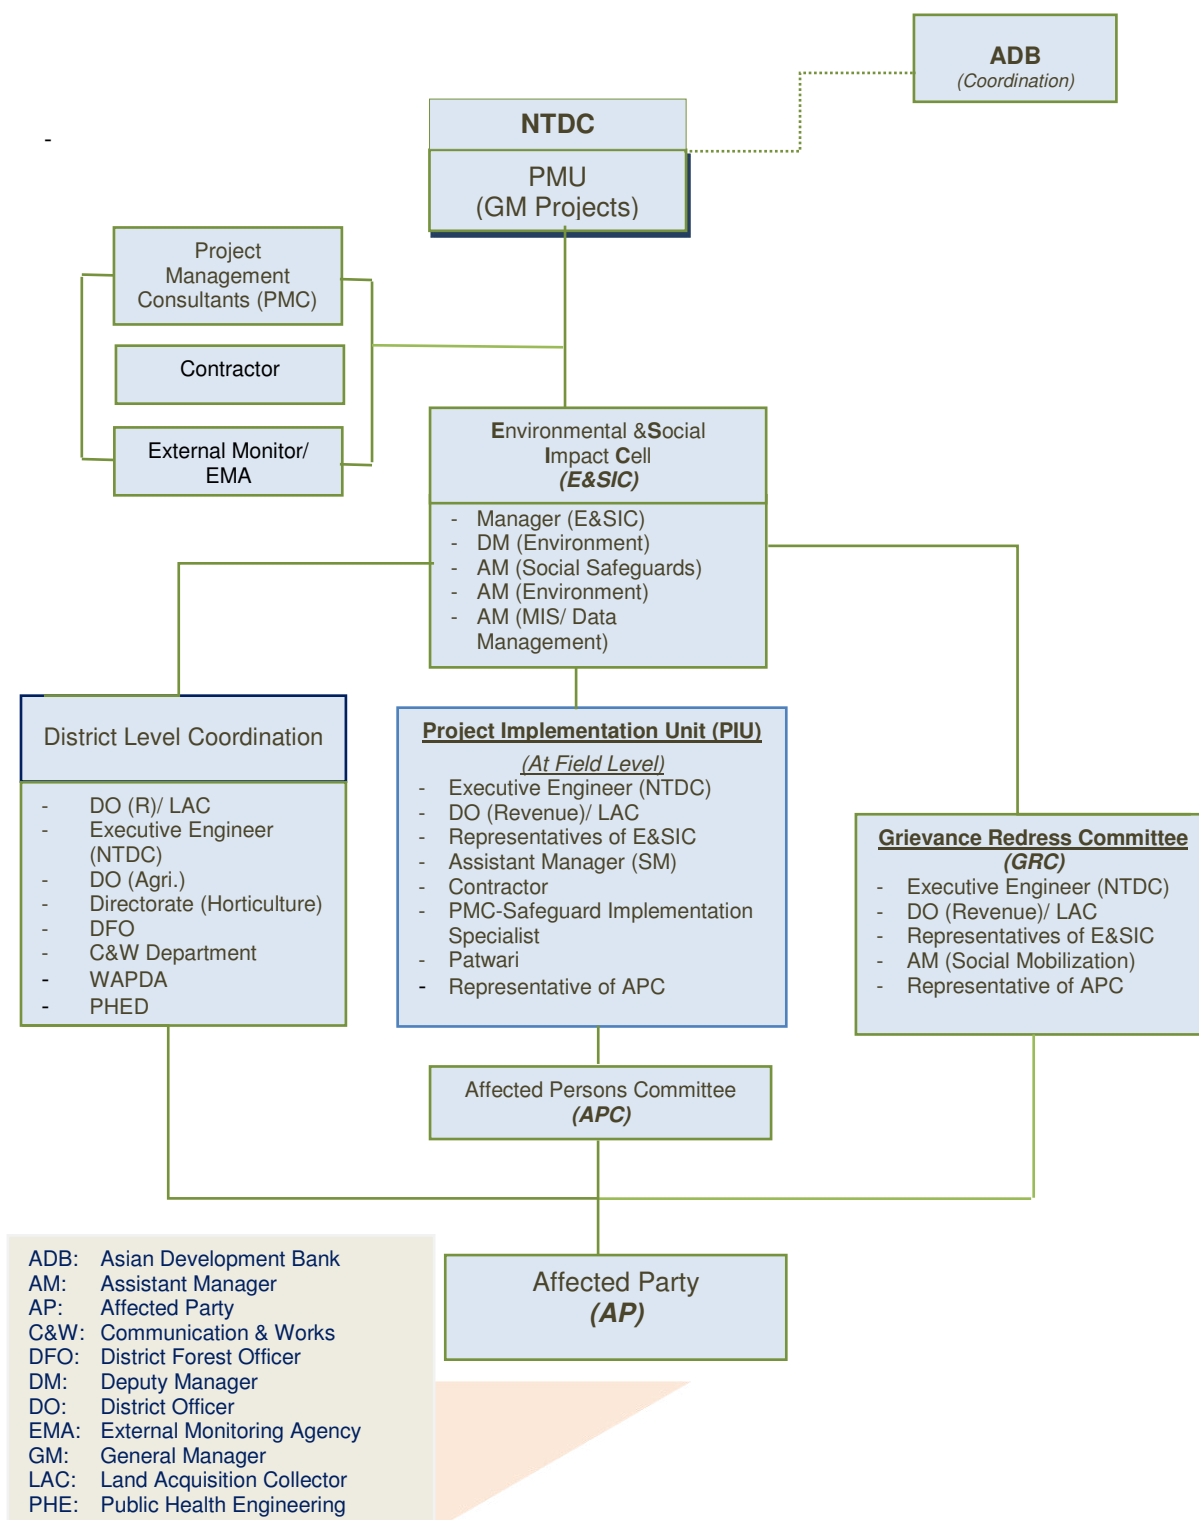 ADB
(Coordination)
NTDC
-
PMU
(GM Projects)
Project
Management
Consultants (PMC)
Contractor
External Monitor/
EMA
Environmental &Social
Impact Cell
(E&SIC)
- Manager (E&SIC)
- DM (Environment)
- AM (Social Safeguards)
- AM (Environment)
- AM (MIS/ Data
Management)
District Level Coordination
- DO (R)/ LAC
- Executive Engineer
(NTDC)
- DO (Agri.)
- Directorate (Horticulture)
- DFO
- C&W Department
- WAPDA
- PHED
Project Implementation Unit (PIU)
(At Field Level)
- Executive Engineer (NTDC)
- DO (Revenue)/ LAC
- Representatives of E&SIC
- Assistant Manager (SM)
- Contractor
- PMC-Safeguard Implementation
Specialist
- Patwari
- Representative of APC
Grievance Redress Committee
(GRC)
- Executive Engineer (NTDC)
- DO (Revenue)/ LAC
- Representatives of E&SIC
- AM (Social Mobilization)
- Representative of APC
Affected Persons Committee
(APC)
Affected Party
(AP)
ADB: Asian Development Bank
AM: Assistant Manager
AP: Affected Party
C&W: Communication & Works
DFO: District Forest Officer
DM: Deputy Manager
DO: District Officer
EMA: External Monitoring Agency
GM: General Manager
LAC: Land Acquisition Collector
PHE: Public Health Engineering